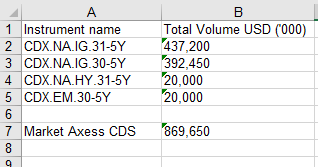 A B
1 Instrument name Total Volume USD ('000)
2 CDX.NA.IG.31-5Y 437,200
3 CDX.NA.IG.30-5Y 392,450
4 CDX.NA.HY.31-5Y 20,000
5 CDX.EM.30-5Y 20,000
6
7 Market Axess CDS 869,650
8
9